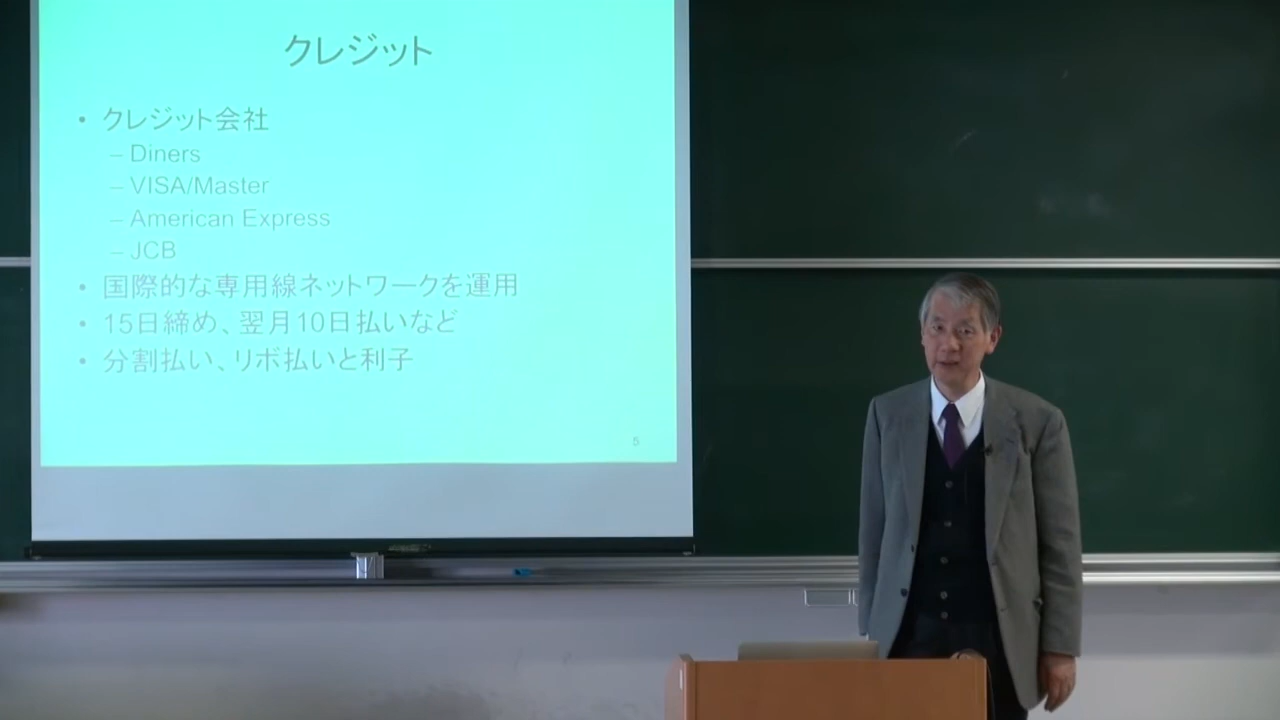 クレジット
• クレジット会社
– Diners
– VISA/Master
– American Express
– JCB
• 国際的な専用線ネットワークを運用
• 15日締め、翌月10日払いなど
• 分割払い、リボ払いと利子
5